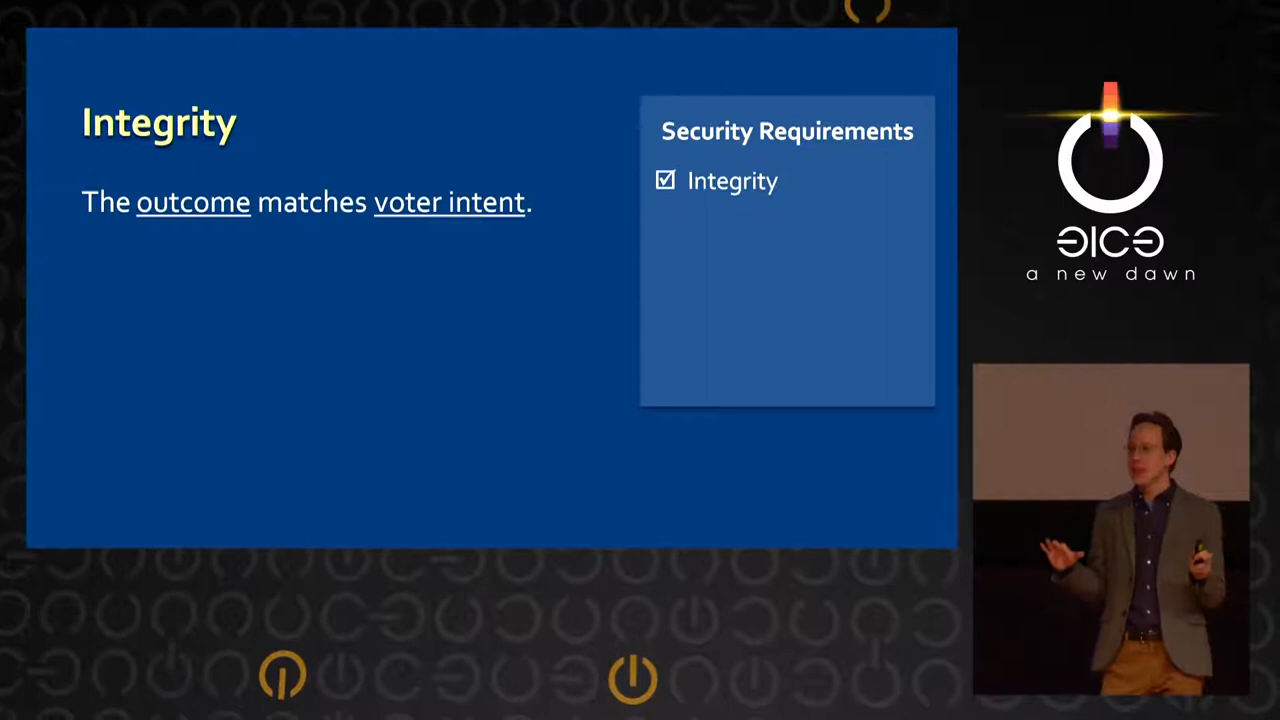 Integrity
The outcome matches voter intent.
Security Requirements
☑ Integrity
a new dawn